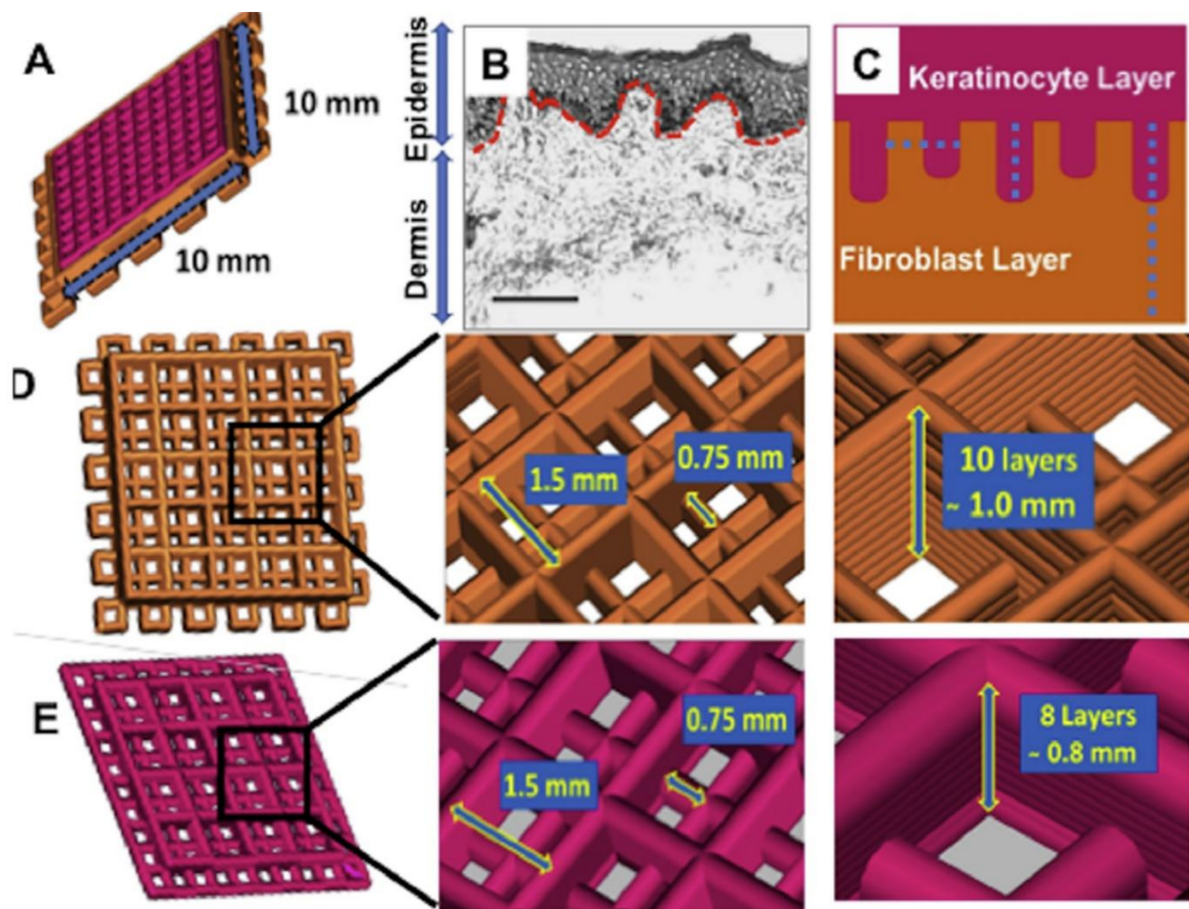 A
10 mm
10 mm
Epidermis
Dermis
B
C
Keratinocyte Layer
Fibroblast Layer
D
1.5 mm
0.75 mm
10 layers
~ 1.0 mm
E
1.5 mm
0.75 mm
8 Layers
~ 0.8 mm